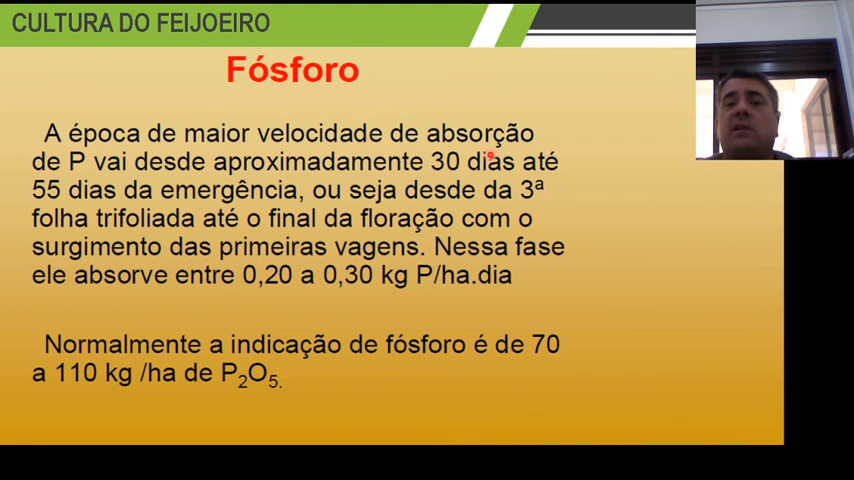 CULTURA DO FEIJOEIRO
Fósforo
A época de maior velocidade de absorção
de P vai desde aproximadamente 30 dias até
55 dias da emergência, ou seja desde da 3ª
folha trifoliada até o final da floração com o
surgimento das primeiras vagens. Nessa fase
ele absorve entre 0,20 a 0,30 kg P/ha.dia
Normalmente a indicação de fósforo é de 70
a 110 kg /ha de P₂O₅.